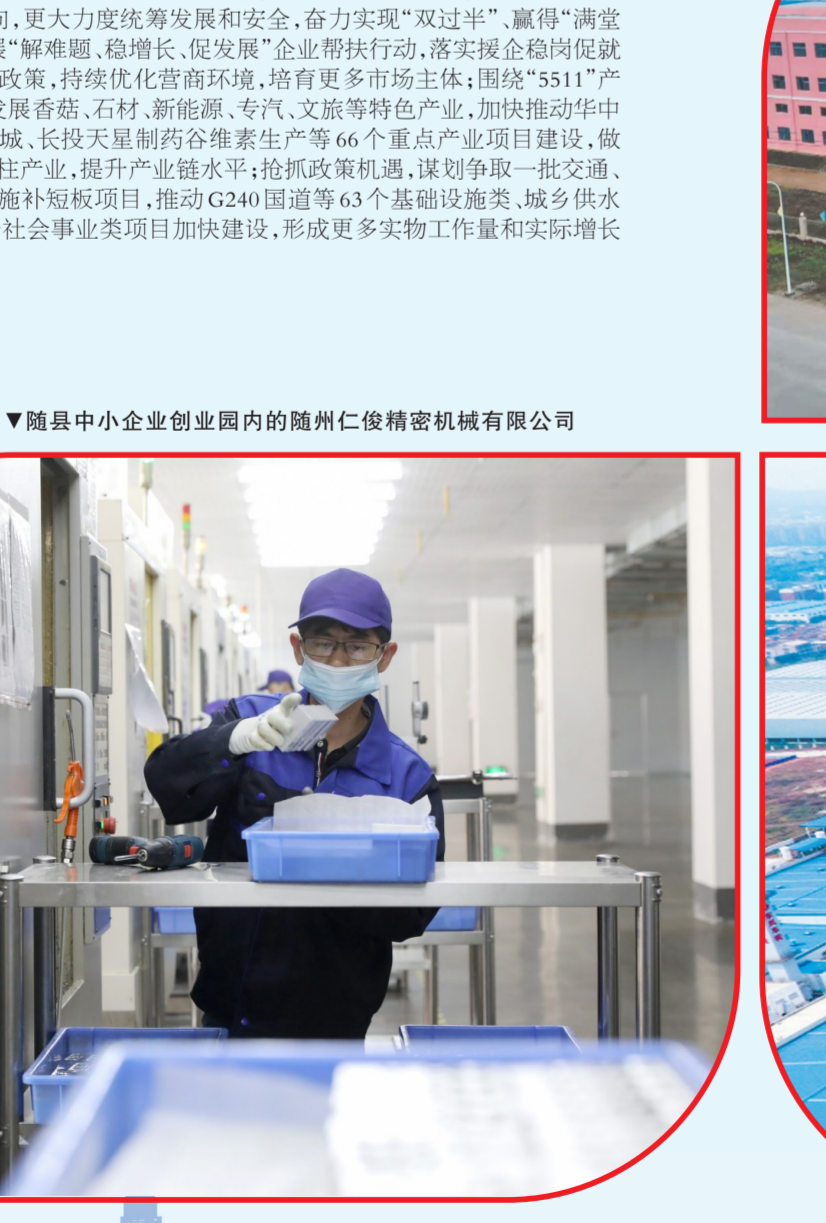 ,更大力度统筹发展和安全,奋力实现“双过半”、赢得“满堂
“解难题、稳增长、促发展”企业帮扶行动,落实援企稳岗促就
政策,持续优化营商环境,培育更多市场主体;围绕“5511”产
展香菇、石材、新能源、专汽、文旅等特色产业,加快推动华中
城、长投天星制药谷维素生产等66个重点产业项目建设,做
柱产业,提升产业链水平;抢抓政策机遇,谋划争取一批交通、
施补短板项目,推动G240国道等63个基础设施类、城乡供水
社会事业类项目加快建设,形成更多实物工作量和实际增长
▼随县中小企业创业园内的随州仁俊精密机械有限公司